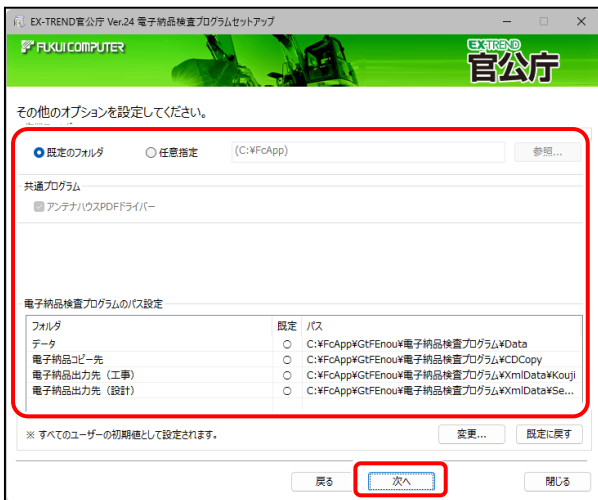 EX-TREND官公庁 Ver.24 電子納品検査プログラムセットアップ
FUKUI COMPUTER
EX-TREND
官公庁
その他のオプションを設定してください。
既定のフォルダ 任意指定 (C:¥FcApp) 参照...
共通プログラム
アンテナハウスPDFドライバー
電子納品検査プログラムのパス設定
フォルダ 既定 パス
データ ○ C:¥FcApp¥GtFEnou¥電子納品検査プログラム¥Data
電子納品コピー先 ○ C:¥FcApp¥GtFEnou¥電子納品検査プログラム¥CDCopy
電子納品出力先（工事） ○ C:¥FcApp¥GtFEnou¥電子納品検査プログラム¥XmlData¥Kouji
電子納品出力先（設計） ○ C:¥FcApp¥GtFEnou¥電子納品検査プログラム¥XmlData¥Se...
※ すべてのユーザーの初期値として設定されます。 変更... 既定に戻す
戻る 次へ 閉じる